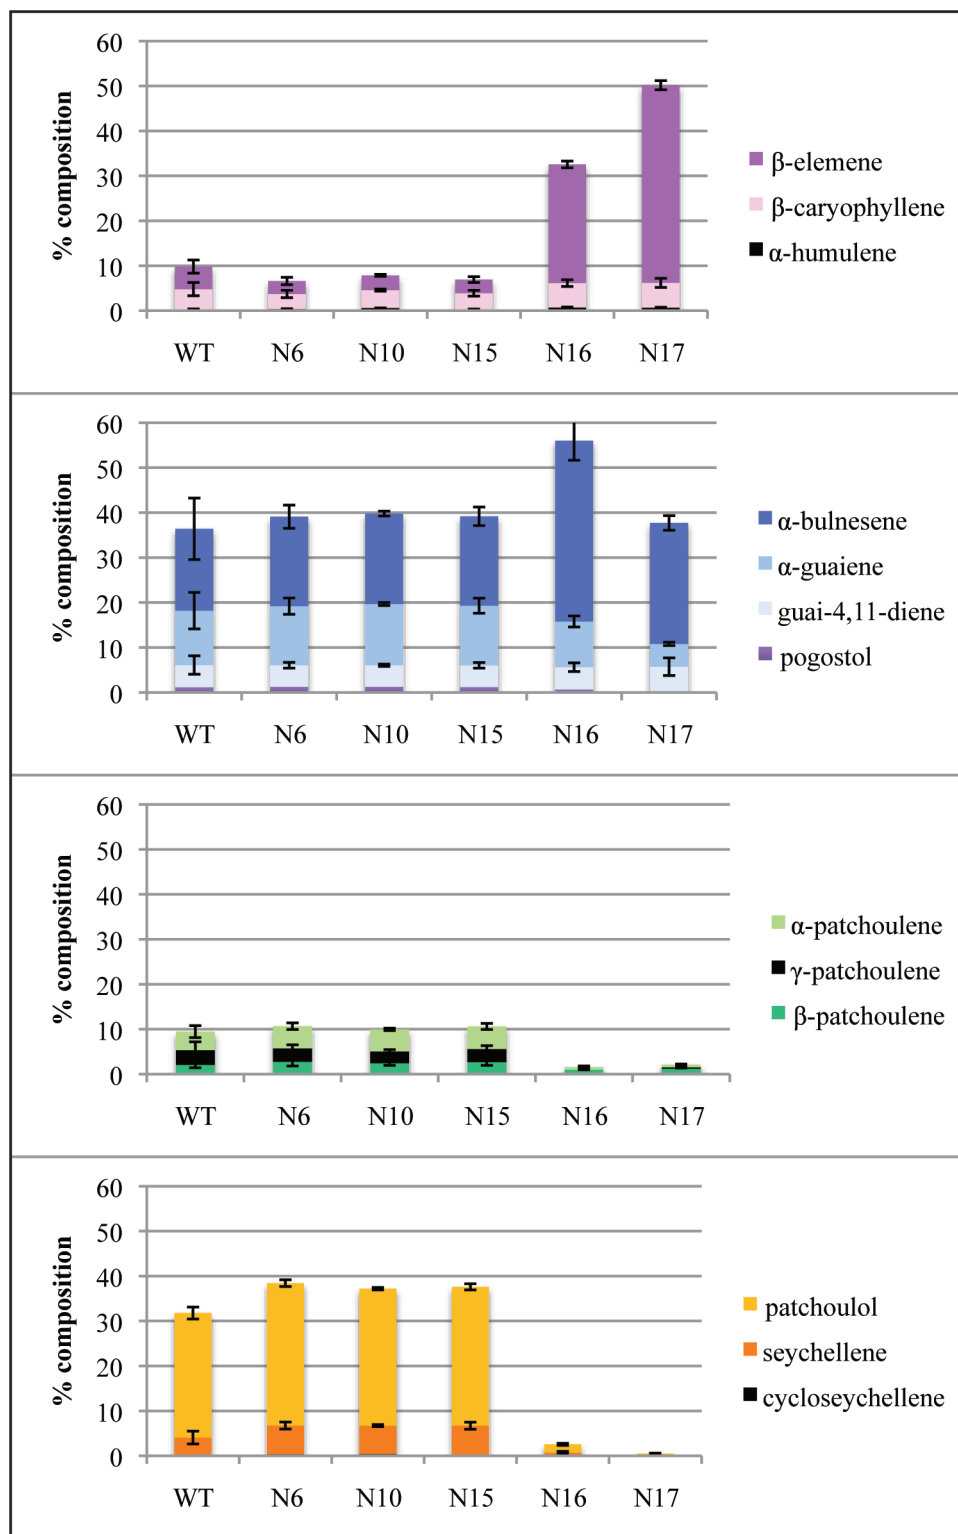 % composition
60
50
40
30
20
10
0
WT N6 N10 N15 N16 N17
β-elemene
β-caryophyllene
α-humulene
% composition
60
50
40
30
20
10
0
WT N6 N10 N15 N16 N17
α-bulnesene
α-guaiene
guai-4,11-diene
pogostol
% composition
60
50
40
30
20
10
0
WT N6 N10 N15 N16 N17
α-patchoulene
γ-patchoulene
β-patchoulene
% composition
60
50
40
30
20
10
0
WT N6 N10 N15 N16 N17
patchoulol
seychellene
cycloseychellene